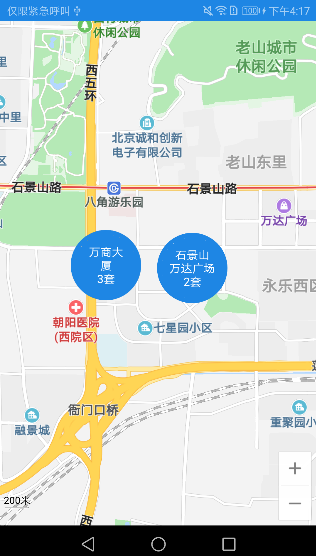 仅限紧急呼叫
100
下午4:17
休闲公园
老山城市
休闲公园
西五环
中里
北京诚和创新
电子有限公司
老山东里
石景山路
石景山路
八角游乐园
万达广场
万商大
厦
3套
石景山
万达广场
2套
永乐西区
朝阳医院
(西院区)
七星园小区
衙门口桥
融景城
重聚园小区
200米
西